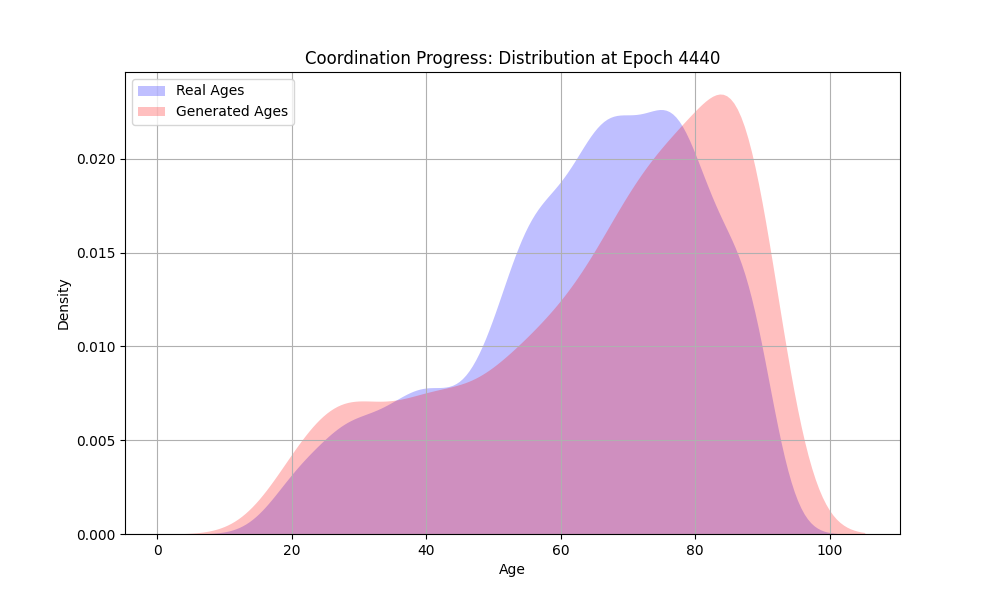 Coordination Progress: Distribution at Epoch 4440
Real Ages
Generated Ages
0.020
0.015
0.010
0.005
0.000
Density
0 20 40 60 80 100
Age